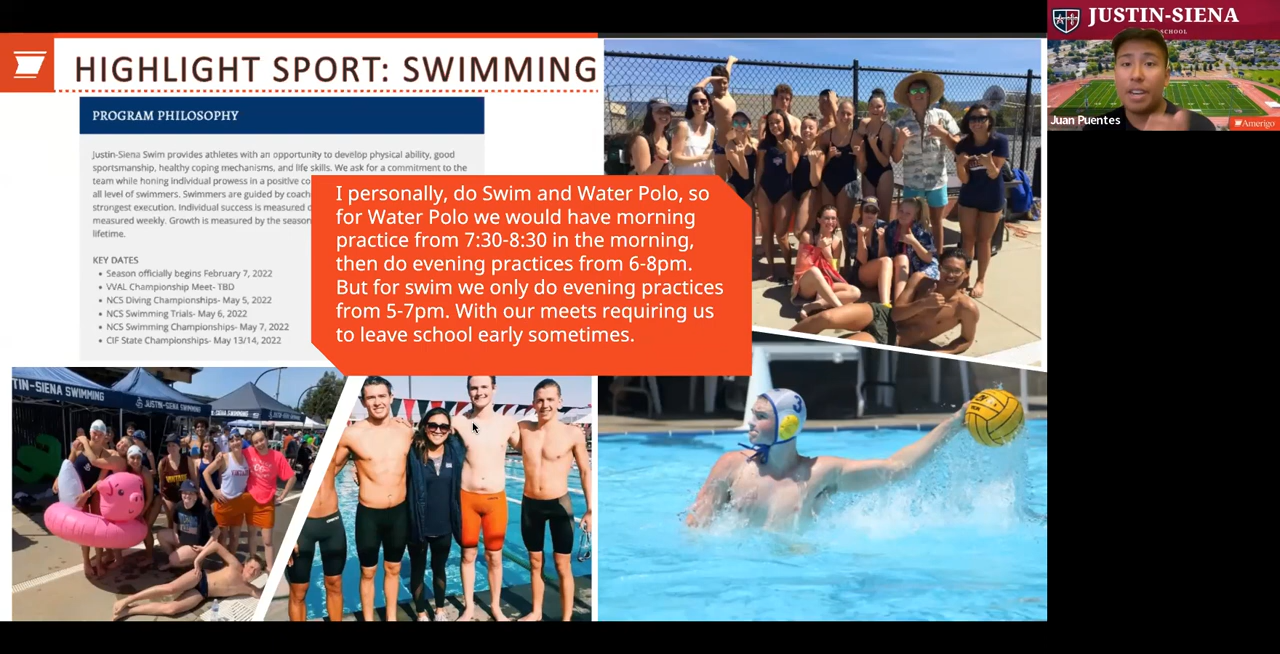 HIGHLIGHT SPORT: SWIMMING
PROGRAM PHILOSOPHY
Justin-Siena Swim provides athletes with an opportunity to develop physical ability, good
sportsmanship, healthy coping mechanisms, and life skills. We ask for a commitment to the
team while honing individual prowess in a positive
all level of swimmers. Swimmers are guided by
strongest execution. Individual success is measured
measured weekly. Growth is measured by the
lifetime.
KEY DATES
• Season officially begins February 7, 2022
• VVAL Championship Meet- TBD
• NCS Diving Championships- May 5, 2022
• NCS Swimming Trials- May 6, 2022
• NCS Swimming Championships- May 7, 2022
• CIF State Championships- May 13/14, 2022
I personally, do Swim and Water Polo, so
for Water Polo we would have morning
practice from 7:30-8:30 in the morning,
then do evening practices from 6-8pm.
But for swim we only do evening practices
from 5-7pm. With our meets requiring us
to leave school early sometimes.
JUSTIN-SIENA
SCHOOL
Juan Puentes
Amerigo
TIN-SIENA SWIMMING
JUSTIN-SIENA SWIMMING